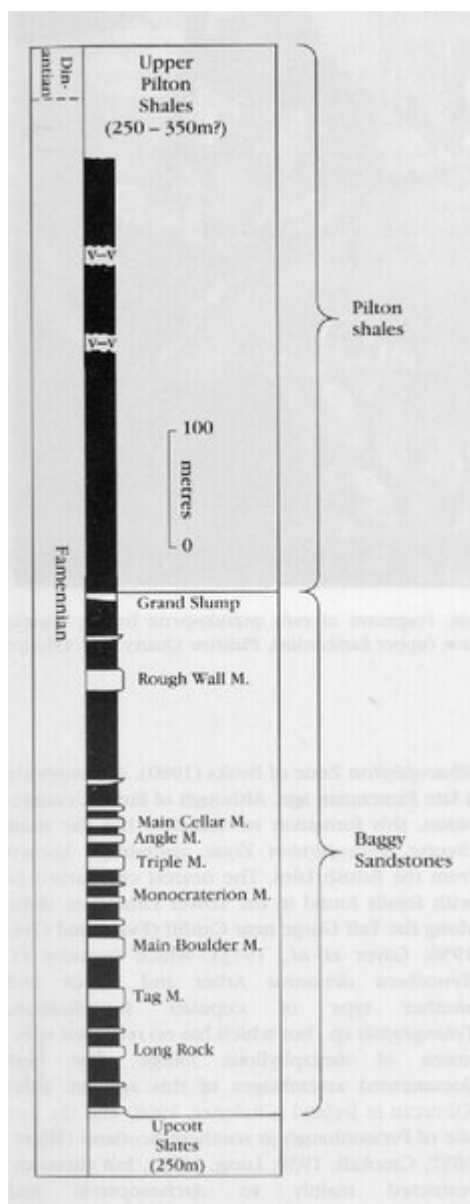 Din-
antian
Upper
Pilton
Shales
(250 – 350m?)
v–v
v–v
Pilton
shales
100
metres
0
Famennian
Grand Slump
Rough Wall M.
Main Cellar M.
Angle M.
Triple M.
Monocraterion M.
Baggy
Sandstones
Main Boulder M.
Tag M.
Long Rock
Upcott
Slates
(250m)